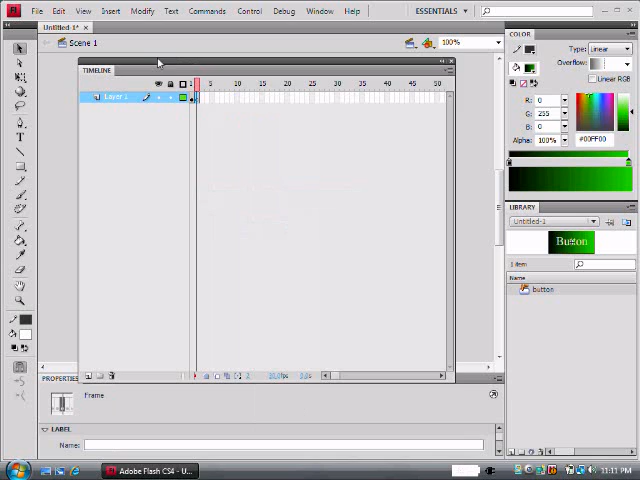 Fl File Edit View Insert Modify Text Commands Control Debug Window Help ESSENTIALS
Untitled-1* ×
Scene 1 100%
TIMELINE
1 5 10 15 20 25 30 35 40 45 50
Layer 1
2
PROPERTIES
Frame
LABEL
Name:
COLOR
Type: Linear
Overflow:
Linear RGB
R: 0
G: 255
B: 0
Alpha: 100% #00FF00
LIBRARY
Untitled-1
Button
1 item
Name
button
Fl Adobe Flash CS4 - U...
11:11 PM